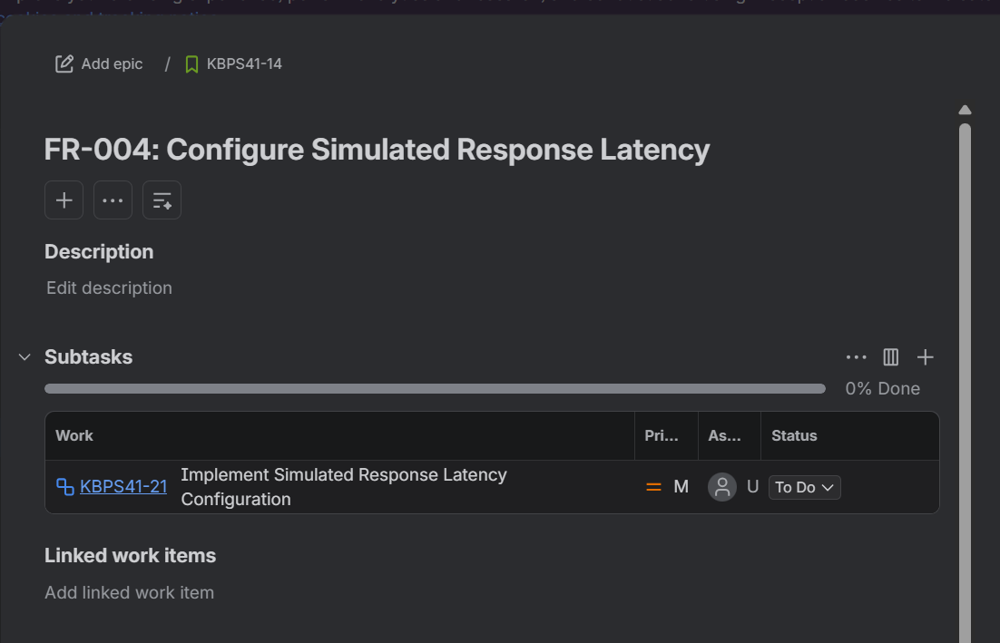 Add epic / KBPS41-14
FR-004: Configure Simulated Response Latency
Description
Edit description
Subtasks
0% Done
Work Pri... As... Status
KBPS41-21 Implement Simulated Response Latency Configuration M U To Do
Linked work items
Add linked work item